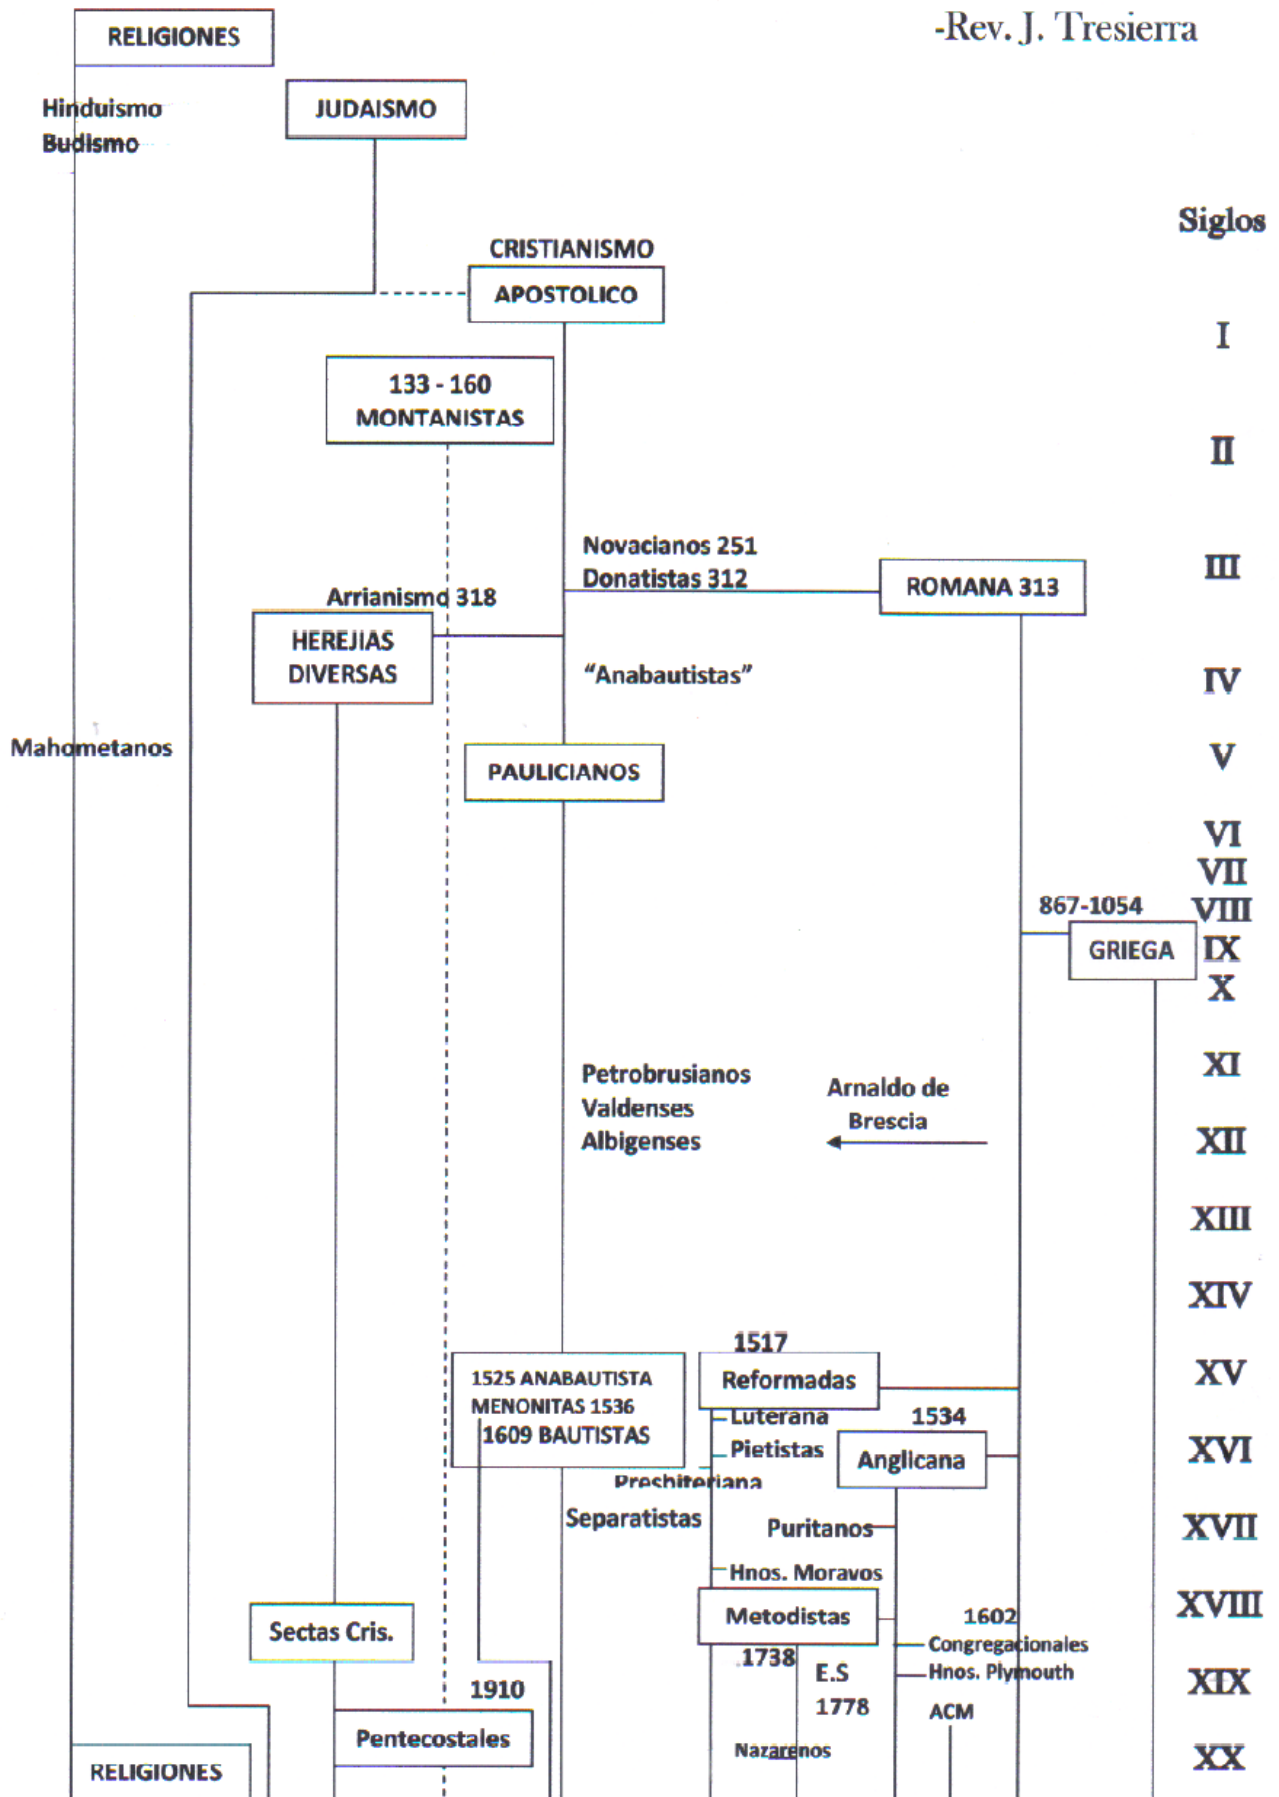 -Rev. J. Tresierra
RELIGIONES
Hinduismo
Budismo
JUDAISMO
Siglos
CRISTIANISMO
APOSTOLICO
I
133 - 160
MONTANISTAS
II
Novacianos 251
Donatistas 312
ROMANA 313
III
Arrianismo 318
HEREJIAS
DIVERSAS
"Anabautistas"
IV
Mahometanos
PAULICIANOS
V
VI
VII
867-1054
VIII
GRIEGA
IX
X
Petrobrusianos
Valdenses
Albigenses
Arnaldo de
Brescia
XI
XII
XIII
XIV
1517
Reformadas
XV
1525 ANABAUTISTA
MENONITAS 1536
1609 BAUTISTAS
Luterana
Pietistas
Presbiteriana
1534
Anglicana
XVI
Separatistas
Puritanos
XVII
Hnos. Moravos
Metodistas
1738
XVIII
Sectas Cris.
1602
Congregacionales
Hnos. Plymouth
E.S
1778
ACM
XIX
1910
Pentecostales
Nazarenos
XX
RELIGIONES